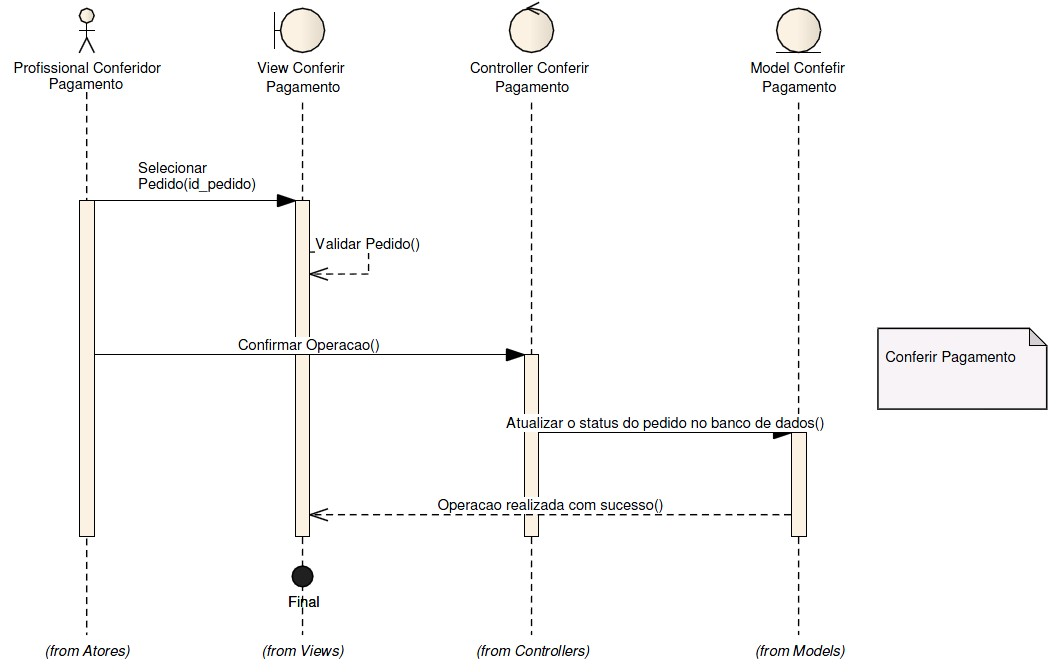 Profissional Conferidor
Pagamento
View Conferir
Pagamento
Controller Conferir
Pagamento
Model Confefir
Pagamento
Selecionar
Pedido(id_pedido)
Validar Pedido()
Confirmar Operacao()
Conferir Pagamento
Atualizar o status do pedido no banco de dados()
Operacao realizada com sucesso()
Final
(from Atores)
(from Views)
(from Controllers)
(from Models)